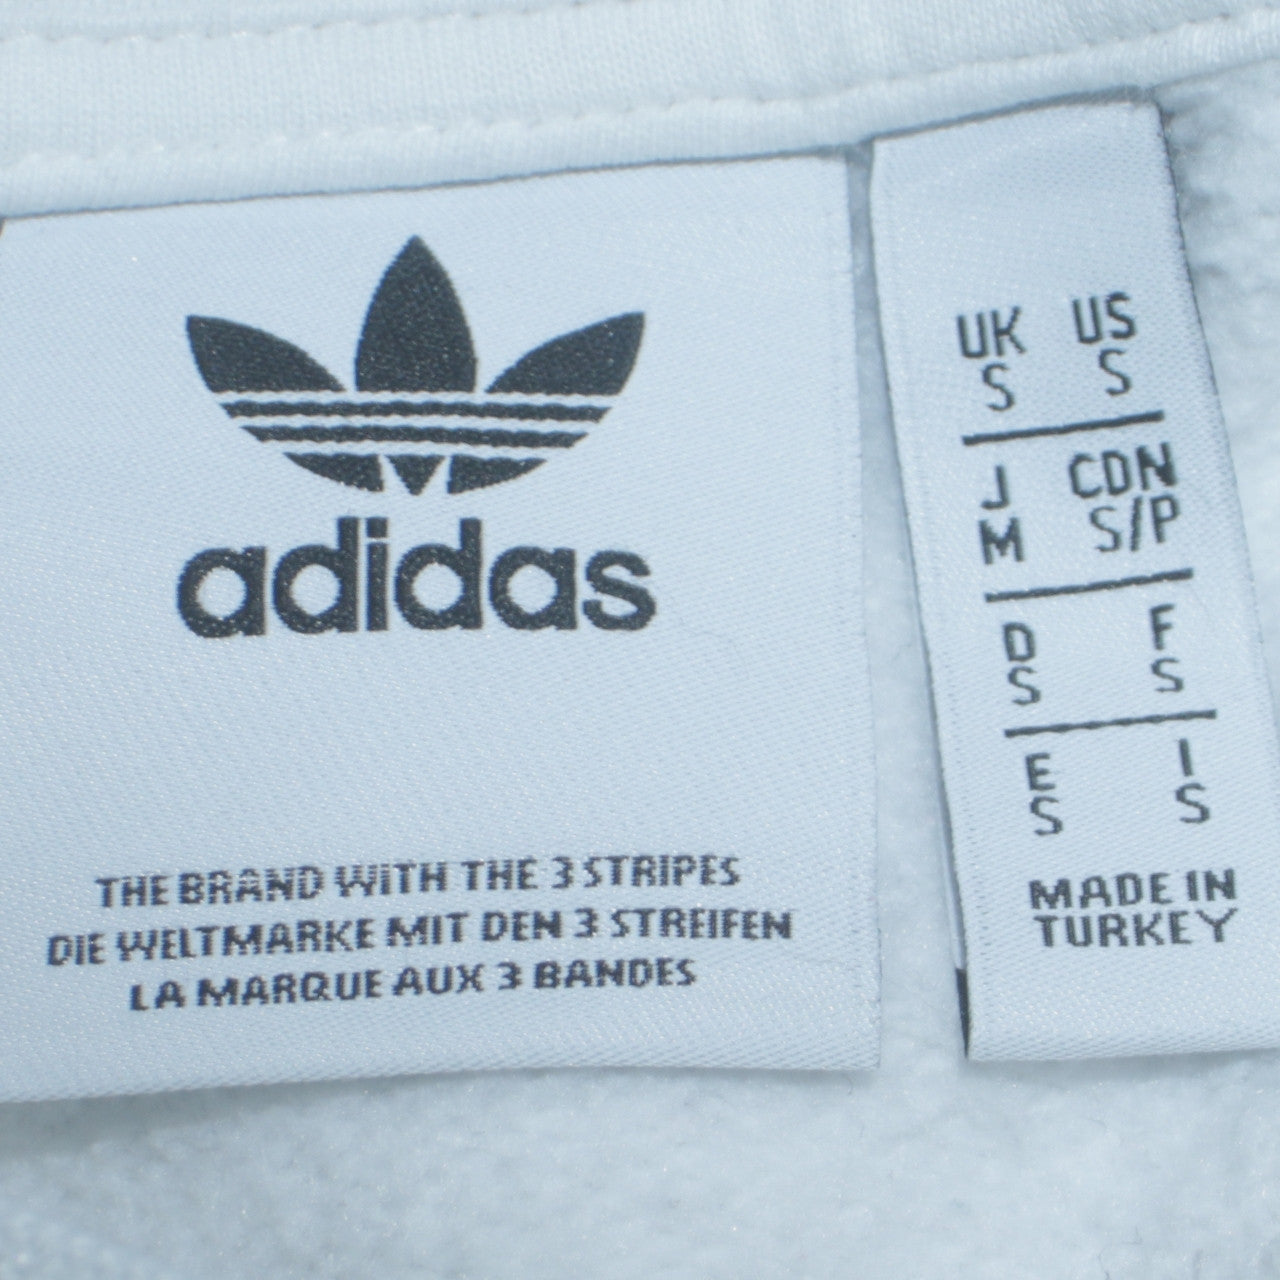 adidas
THE BRAND WITH THE 3 STRIPES
DIE WELTMARKE MIT DEN 3 STREIFEN
LA MARQUE AUX 3 BANDES
UK US
S S
J CDN
M S/P
D F
S S
E I
S S
MADE IN
TURKEY